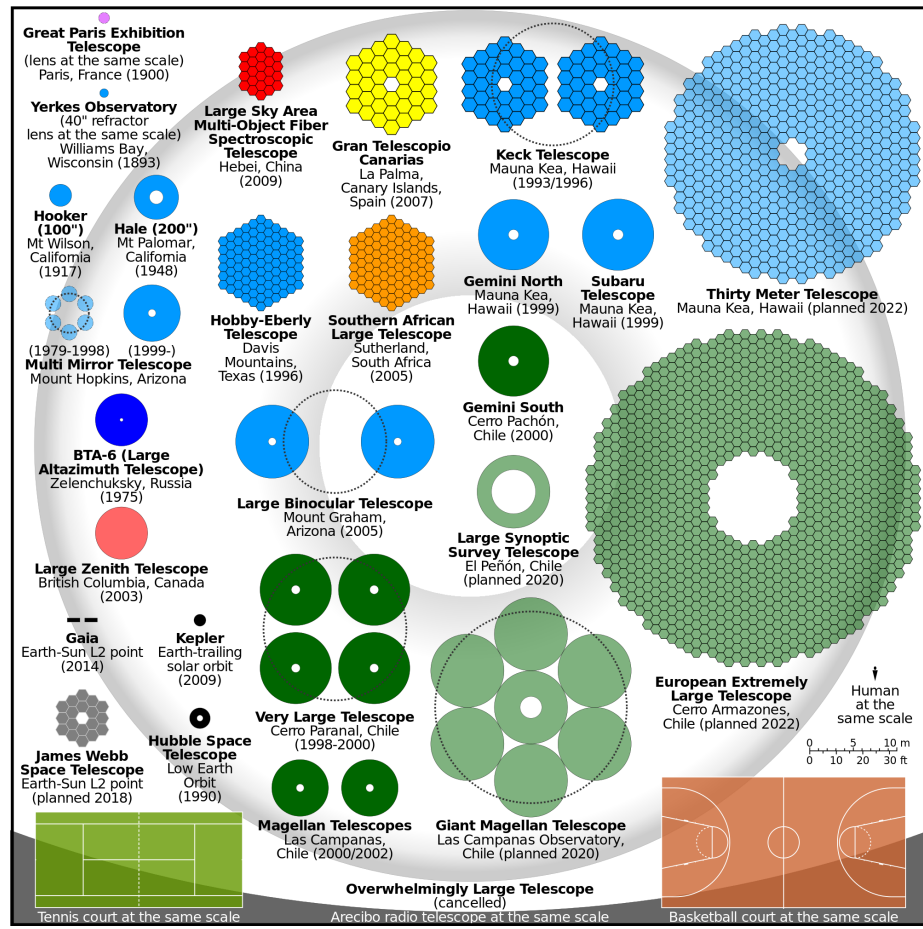 Great Paris Exhibition
Telescope
(lens at the same scale)
Paris, France (1900)
Yerkes Observatory
(40" refractor
lens at the same scale)
Williams Bay,
Wisconsin (1893)
Hooker
(100")
Mt Wilson,
California
(1917)
Hale (200")
Mt Palomar,
California
(1948)
(1979-1998)
(1999-)
Multi Mirror Telescope
Mount Hopkins, Arizona
BTA-6 (Large
Altazimuth Telescope)
Zelenchuksky, Russia
(1975)
Large Zenith Telescope
British Columbia, Canada
(2003)
Gaia
Earth-Sun L2 point
(2014)
Kepler
Earth-trailing
solar orbit
(2009)
James Webb
Space Telescope
Earth-Sun L2 point
(planned 2018)
Hubble Space
Telescope
Low Earth
Orbit
(1990)
Large Sky Area
Multi-Object Fiber
Spectroscopic
Telescope
Hebei, China
(2009)
Gran Telescopio
Canarias
La Palma,
Canary Islands,
Spain (2007)
Keck Telescope
Mauna Kea, Hawaii
(1993/1996)
Hobby-Eberly
Telescope
Davis
Mountains,
Texas (1996)
Southern African
Large Telescope
Sutherland,
South Africa
(2005)
Gemini North
Mauna Kea,
Hawaii (1999)
Subaru
Telescope
Mauna Kea,
Hawaii (1999)
Thirty Meter Telescope
Mauna Kea, Hawaii (planned 2022)
Gemini South
Cerro Pachón,
Chile (2000)
Large Binocular Telescope
Mount Graham,
Arizona (2005)
Large Synoptic
Survey Telescope
El Peñón, Chile
(planned 2020)
Very Large Telescope
Cerro Paranal, Chile
(1998-2000)
Magellan Telescopes
Las Campanas,
Chile (2000/2002)
Giant Magellan Telescope
Las Campanas Observatory,
Chile (planned 2020)
European Extremely
Large Telescope
Cerro Armazones,
Chile (planned 2022)
Human
at the
same scale
0 5 10 m
0 10 20 30 ft
Overwhelmingly Large Telescope
(cancelled)
Tennis court at the same scale
Arecibo radio telescope at the same scale
Basketball court at the same scale